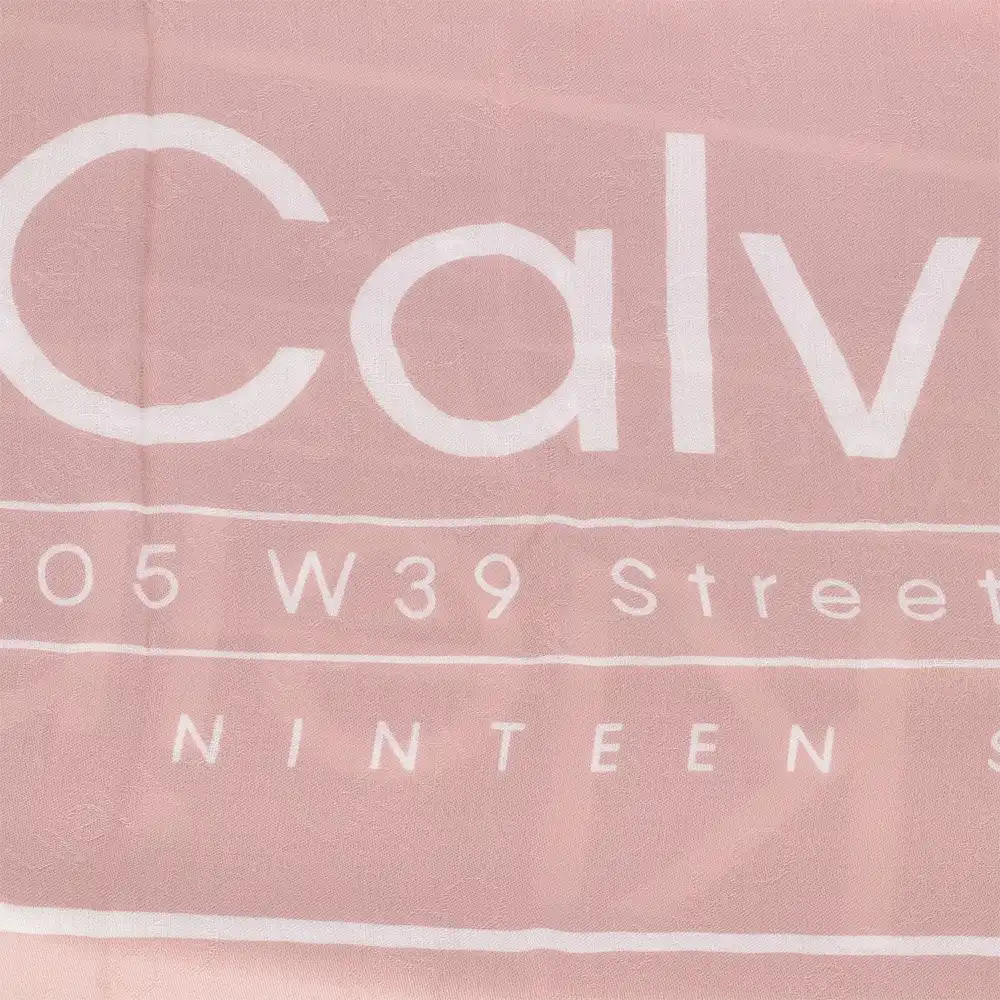 Calv
05 W39 Street
NINTEEN